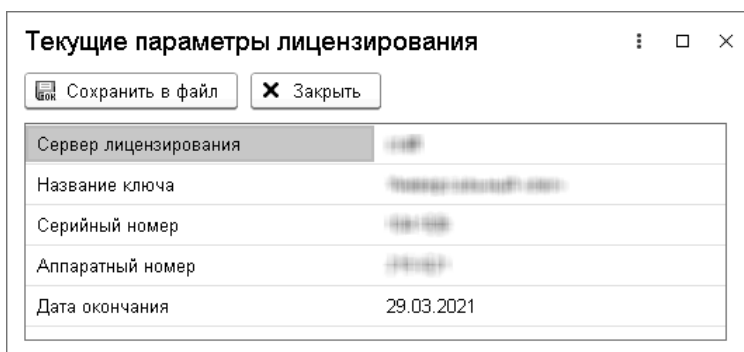 Текущие параметры лицензирования
Сохранить в файл Закрыть
Сервер лицензирования
Название ключа
Серийный номер
Аппаратный номер
Дата окончания 29.03.2021